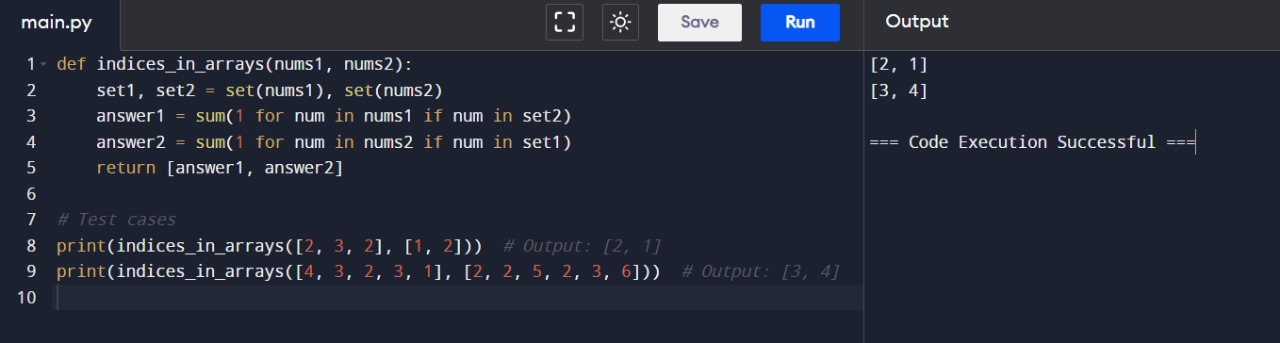 main.py
Save
Run
Output
1 def indices_in_arrays(nums1, nums2):
2     set1, set2 = set(nums1), set(nums2)
3     answer1 = sum(1 for num in nums1 if num in set2)
4     answer2 = sum(1 for num in nums2 if num in set1)
5     return [answer1, answer2]
6
7 # Test cases
8 print(indices_in_arrays([2, 3, 2], [1, 2]))  # Output: [2, 1]
9 print(indices_in_arrays([4, 3, 2, 3, 1], [2, 2, 5, 2, 3, 6]))  # Output: [3, 4]
10
[2, 1]
[3, 4]
=== Code Execution Successful ===